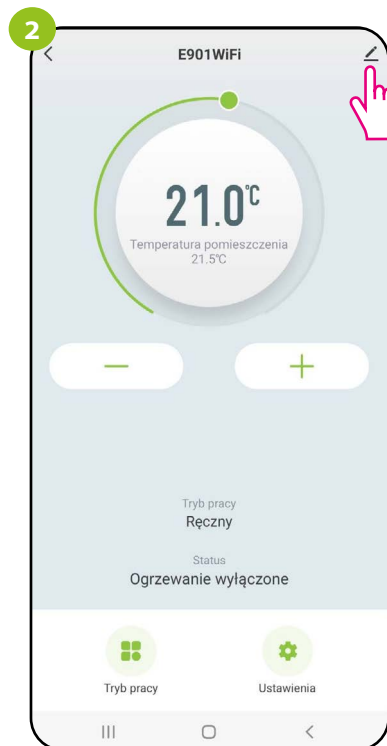 2
E901WiFi
21.0°C
Temperatura pomieszczenia
21.5°C
Tryb pracy
Ręczny
Status
Ogrzewanie wyłączone
Tryb pracy
Ustawienia